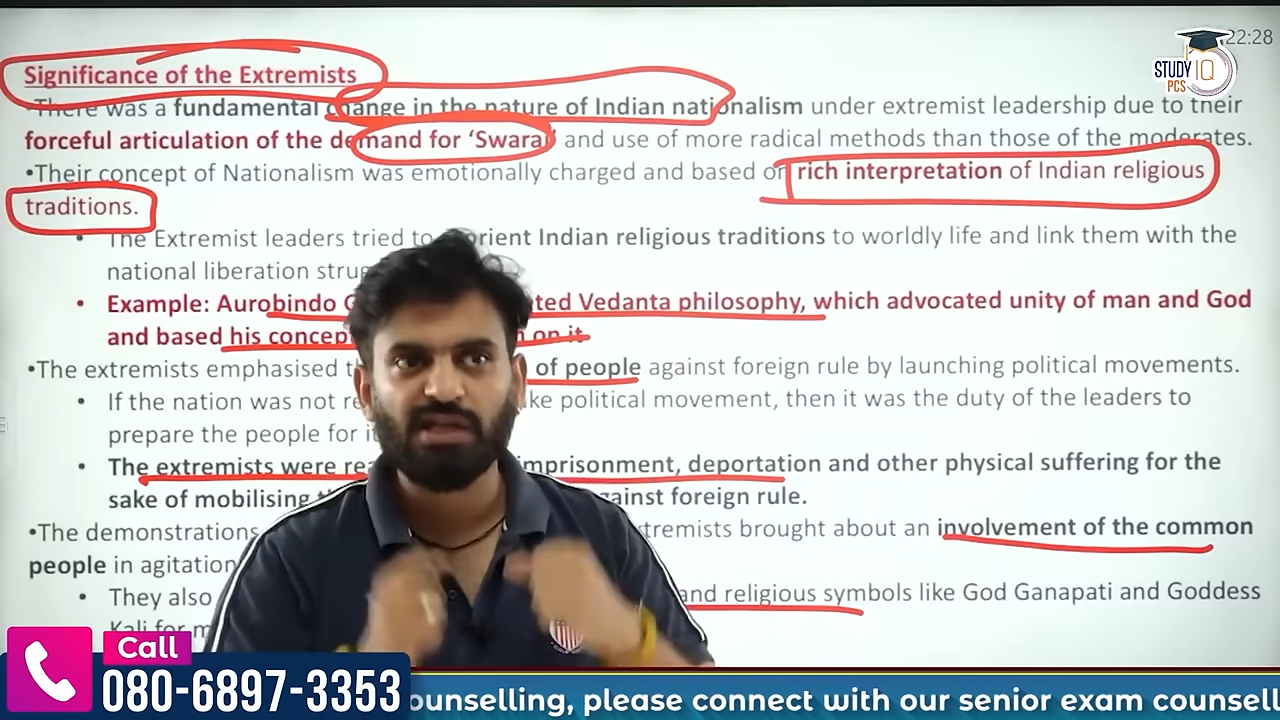 22:28
STUDY IQ
PCS
Significance of the Extremists
•There was a fundamental change in the nature of Indian nationalism under extremist leadership due to their
forceful articulation of the demand for ‘Swaraj’ and use of more radical methods than those of the moderates.
•Their concept of Nationalism was emotionally charged and based on rich interpretation of Indian religious
traditions.
• The Extremist leaders tried to orient Indian religious traditions to worldly life and link them with the
national liberation
• Example: Aurobindo Vedanta philosophy, which advocated unity of man and God
and based his concept on it
•The extremists emphasised of people against foreign rule by launching political movements.
• If the nation was not political movement, then it was the duty of the leaders to
prepare the people for it
• The extremists were imprisonment, deportation and other physical suffering for the
sake of mobilising against foreign rule.
•The demonstrations extremists brought about an involvement of the common
people in agitation
• They also and religious symbols like God Ganapati and Goddess
Kali for
Call
080-6897-3353
ounselling, please connect with our senior exam counsell